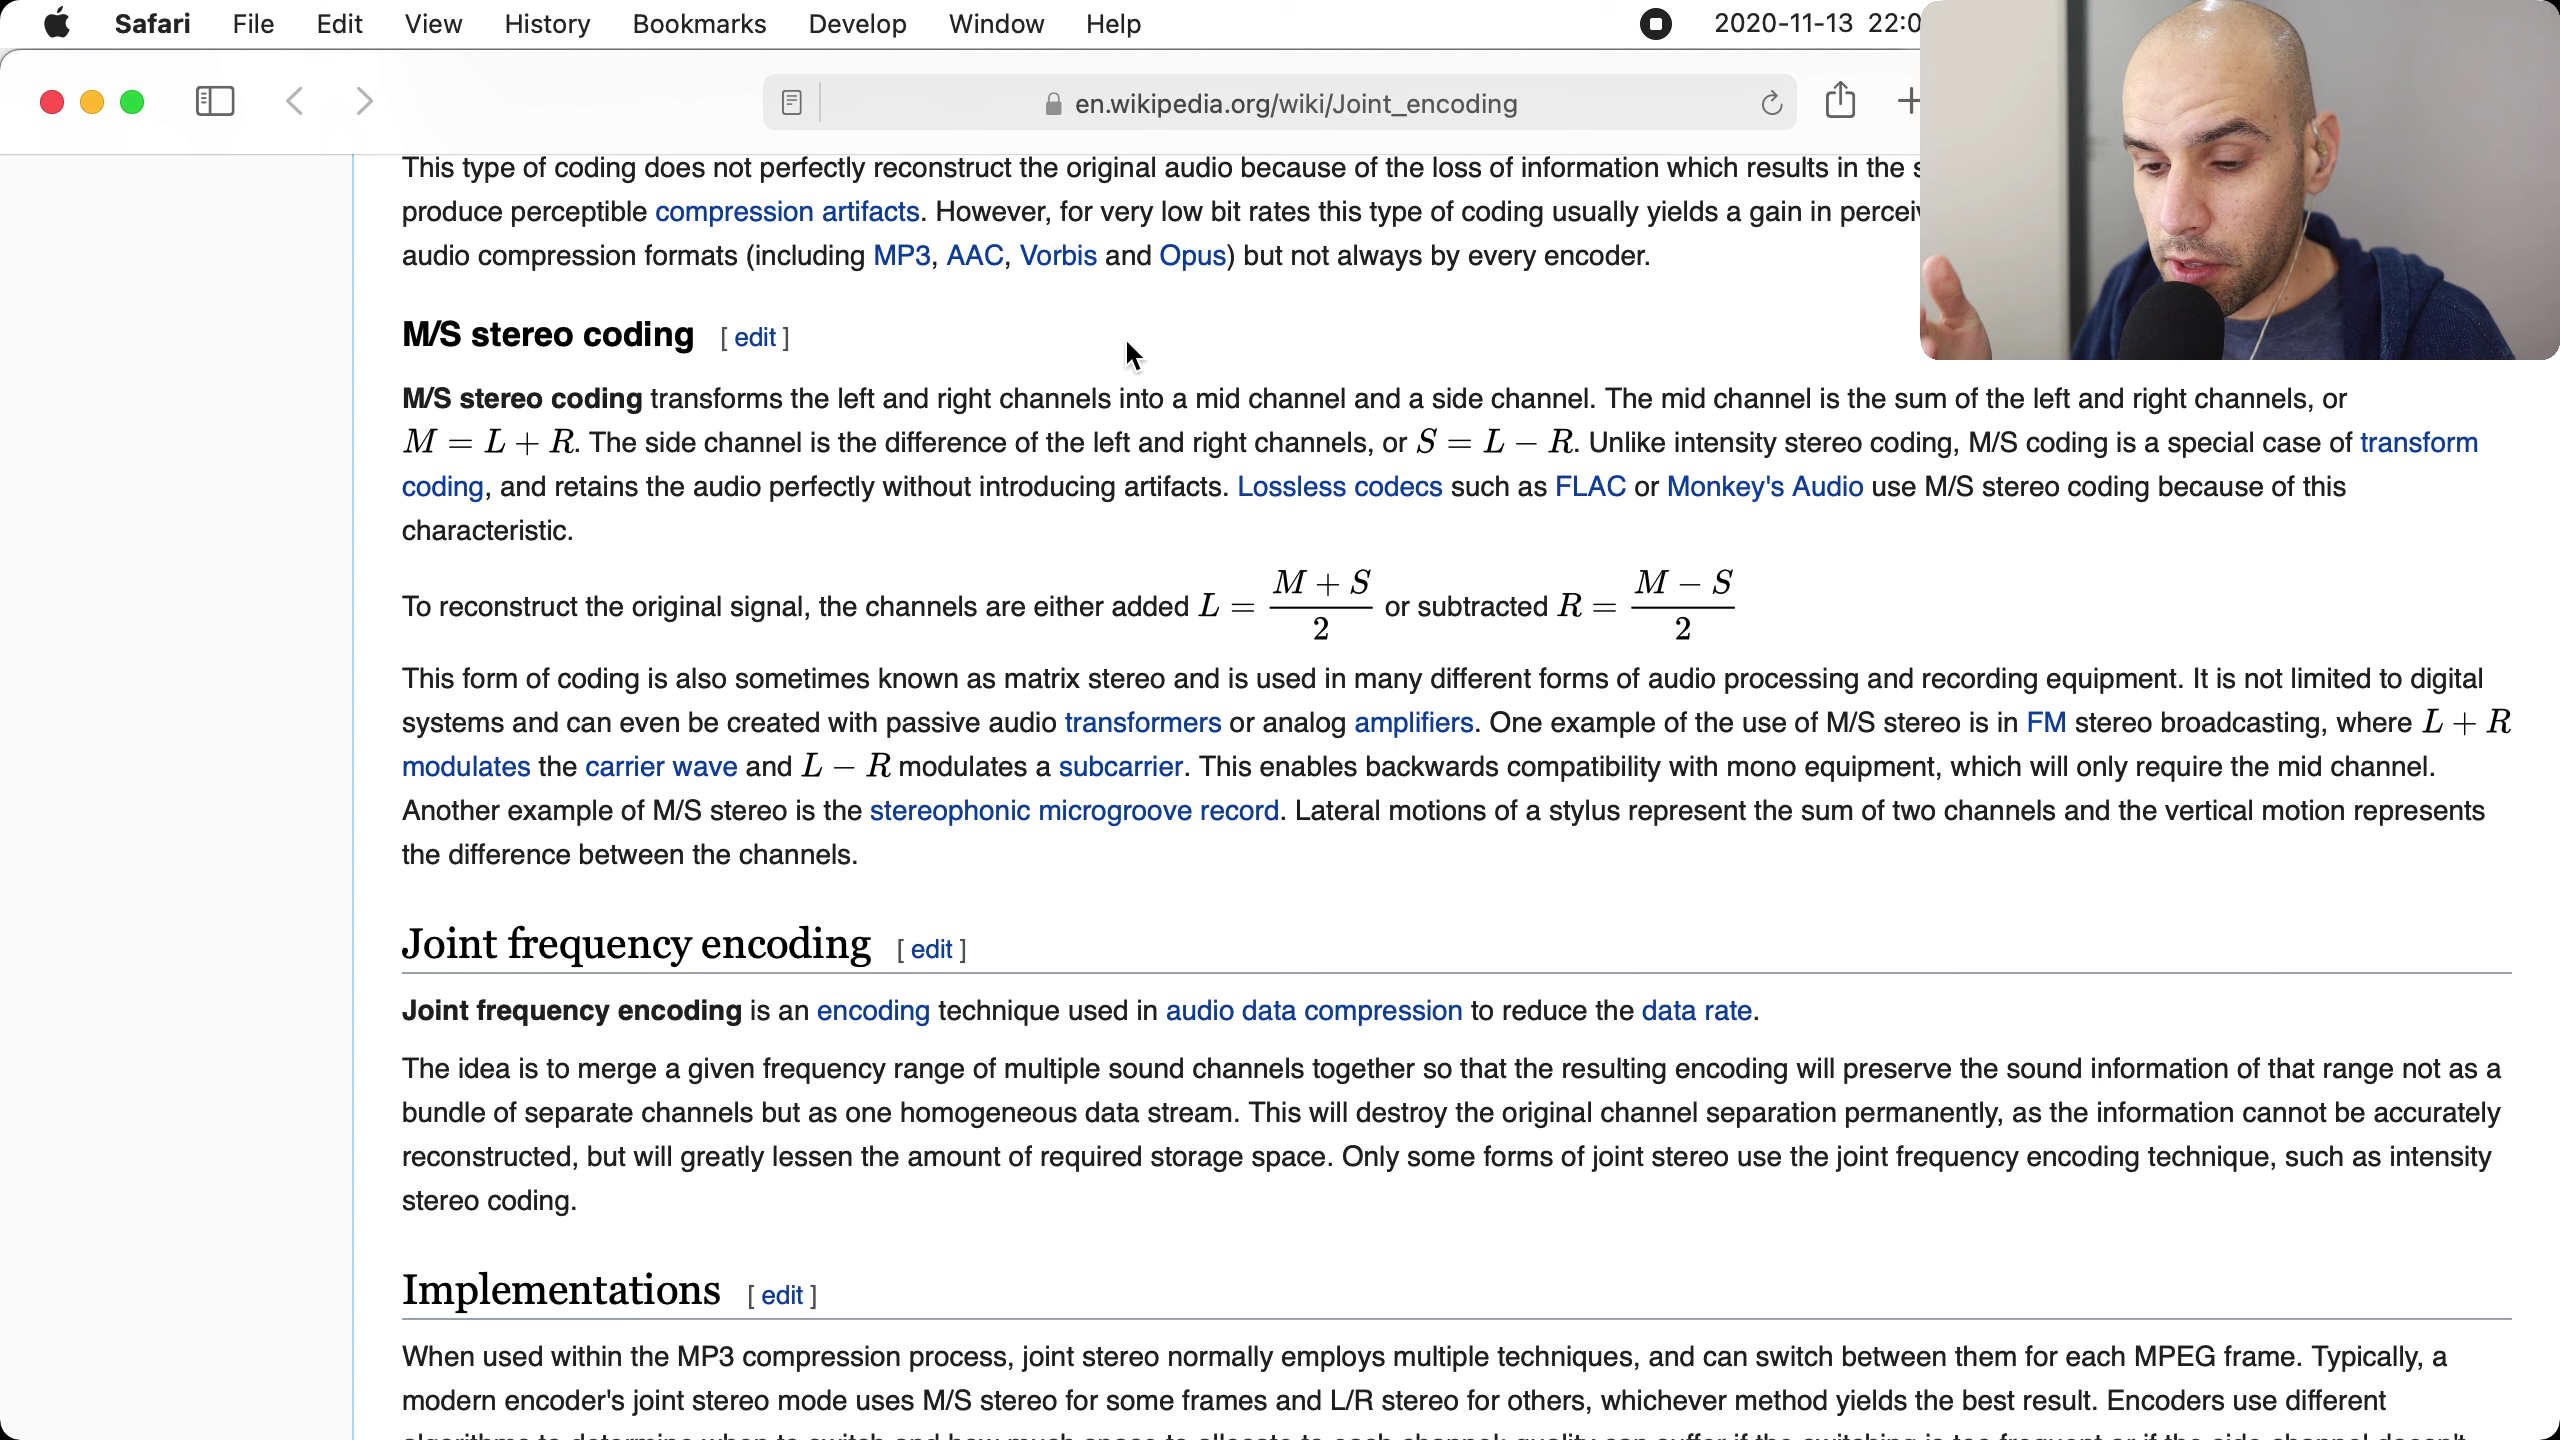 Safari File Edit View History Bookmarks Develop Window Help 2020-11-13 22:0
en.wikipedia.org/wiki/Joint_encoding
This type of coding does not perfectly reconstruct the original audio because of the loss of information which results in the
produce perceptible compression artifacts. However, for very low bit rates this type of coding usually yields a gain in
audio compression formats (including MP3, AAC, Vorbis and Opus) but not always by every encoder.
M/S stereo coding [ edit ]
M/S stereo coding transforms the left and right channels into a mid channel and a side channel. The mid channel is the sum of the left and right channels, or
M = L + R. The side channel is the difference of the left and right channels, or S = L − R. Unlike intensity stereo coding, M/S coding is a special case of transform
coding, and retains the audio perfectly without introducing artifacts. Lossless codecs such as FLAC or Monkey's Audio use M/S stereo coding because of this
characteristic.
To reconstruct the original signal, the channels are either added L = (M + S)/2 or subtracted R = (M − S)/2
This form of coding is also sometimes known as matrix stereo and is used in many different forms of audio processing and recording equipment. It is not limited to digital
systems and can even be created with passive audio transformers or analog amplifiers. One example of the use of M/S stereo is in FM stereo broadcasting, where L + R
modulates the carrier wave and L − R modulates a subcarrier. This enables backwards compatibility with mono equipment, which will only require the mid channel.
Another example of M/S stereo is the stereophonic microgroove record. Lateral motions of a stylus represent the sum of two channels and the vertical motion represents
the difference between the channels.
Joint frequency encoding [ edit ]
Joint frequency encoding is an encoding technique used in audio data compression to reduce the data rate.
The idea is to merge a given frequency range of multiple sound channels together so that the resulting encoding will preserve the sound information of that range not as a
bundle of separate channels but as one homogeneous data stream. This will destroy the original channel separation permanently, as the information cannot be accurately
reconstructed, but will greatly lessen the amount of required storage space. Only some forms of joint stereo use the joint frequency encoding technique, such as intensity
stereo coding.
Implementations [ edit ]
When used within the MP3 compression process, joint stereo normally employs multiple techniques, and can switch between them for each MPEG frame. Typically, a
modern encoder's joint stereo mode uses M/S stereo for some frames and L/R stereo for others, whichever method yields the best result. Encoders use different